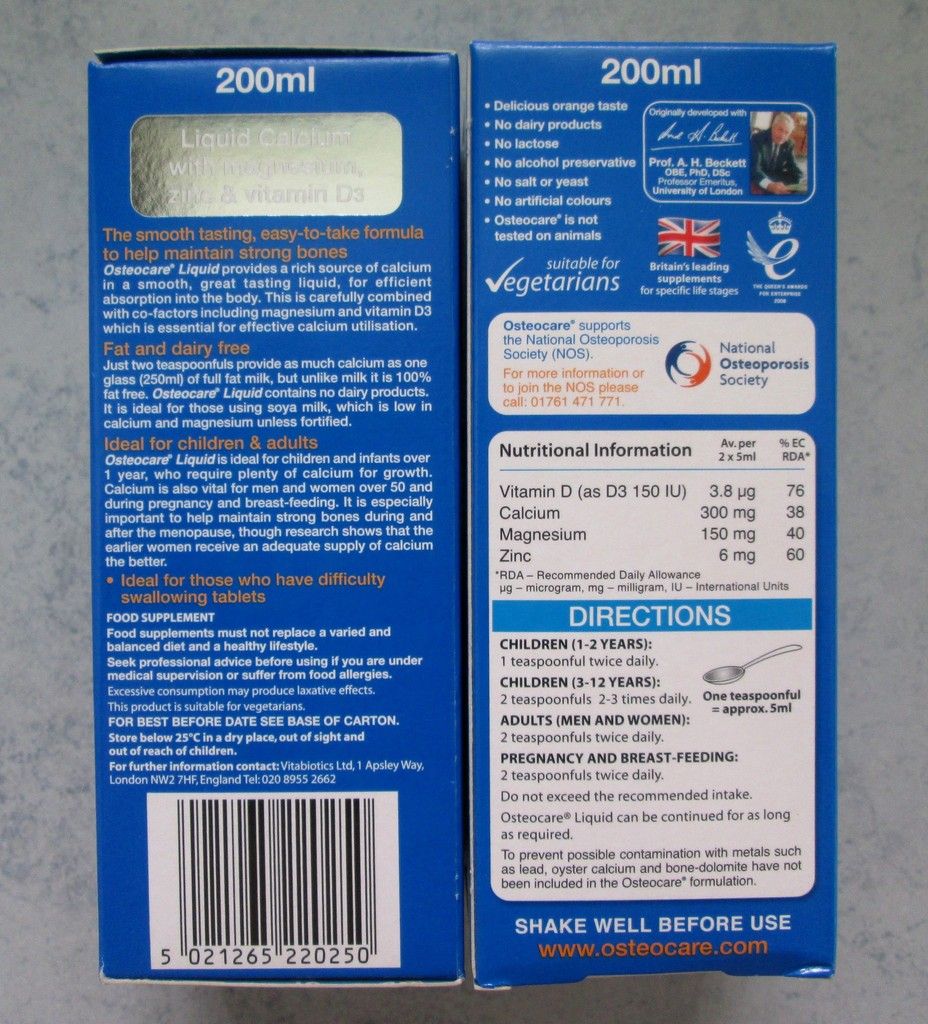 200ml
Liquid Calcium
with magnesium,
zinc & vitamin D3
The smooth tasting, easy-to-take formula
to help maintain strong bones
Osteocare® Liquid provides a rich source of calcium
in a smooth, great tasting liquid, for efficient
absorption into the body. This is carefully combined
with co-factors including magnesium and vitamin D3
which is essential for effective calcium utilisation.
Fat and dairy free
Just two teaspoonfuls provide as much calcium as one
glass (250ml) of full fat milk, but unlike milk it is 100%
fat free. Osteocare® Liquid contains no dairy products.
It is ideal for those using soya milk, which is low in
calcium and magnesium unless fortified.
Ideal for children & adults
Osteocare® Liquid is ideal for children and infants over
1 year, who require plenty of calcium for growth.
Calcium is also vital for men and women over 50 and
during pregnancy and breast-feeding. It is especially
important to help maintain strong bones during and
after the menopause, though research shows that the
earlier women receive an adequate supply of calcium
the better.
• Ideal for those who have difficulty
swallowing tablets
FOOD SUPPLEMENT
Food supplements must not replace a varied and
balanced diet and a healthy lifestyle.
Seek professional advice before using if you are under
medical supervision or suffer from food allergies.
Excessive consumption may produce laxative effects.
This product is suitable for vegetarians.
FOR BEST BEFORE DATE SEE BASE OF CARTON.
Store below 25°C in a dry place, out of sight and
out of reach of children.
For further information contact: Vitabiotics Ltd, 1 Apsley Way,
London NW2 7HF, England Tel: 020 8955 2662
5 021265 220250
200ml
• Delicious orange taste
• No dairy products
• No lactose
• No alcohol preservative
• No salt or yeast
• No artificial colours
• Osteocare® is not
tested on animals
Originally developed with
Prof. A. H. Beckett
OBE, PhD, DSc
Professor Emeritus,
University of London
suitable for
Vegetarians
Britain's leading
supplements
for specific life stages
THE QUEEN'S AWARDS
FOR ENTERPRISE
Osteocare® supports
the National Osteoporosis
Society (NOS).
For more information or
to join the NOS please
call: 01761 471 771.
National
Osteoporosis
Society
Nutritional Information Av. per 2 x 5ml % EC RDA*
Vitamin D (as D3 150 IU) 3.8 µg 76
Calcium 300 mg 38
Magnesium 150 mg 40
Zinc 6 mg 60
*RDA – Recommended Daily Allowance
µg – microgram, mg – milligram, IU – International Units
DIRECTIONS
CHILDREN (1-2 YEARS):
1 teaspoonful twice daily.
CHILDREN (3-12 YEARS):
2 teaspoonfuls 2-3 times daily.
One teaspoonful
= approx. 5ml
ADULTS (MEN AND WOMEN):
2 teaspoonfuls twice daily.
PREGNANCY AND BREAST-FEEDING:
2 teaspoonfuls twice daily.
Do not exceed the recommended intake.
Osteocare® Liquid can be continued for as long
as required.
To prevent possible contamination with metals such
as lead, oyster calcium and bone-dolomite have not
been included in the Osteocare® formulation.
SHAKE WELL BEFORE USE
www.osteocare.com